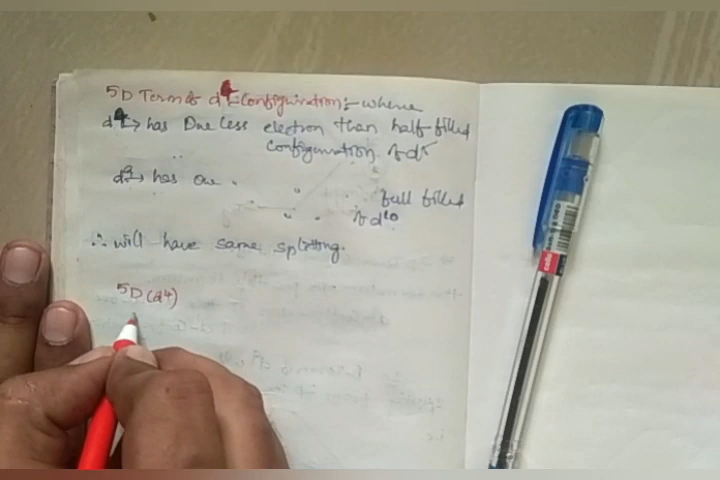 5D Term of d4 Configuration:- where
d4→ has One less electron than half filled
configuration of d5
d9→ has one " " " " full filled
of d10
∴ will have same splitting.
5D (d4)
cello